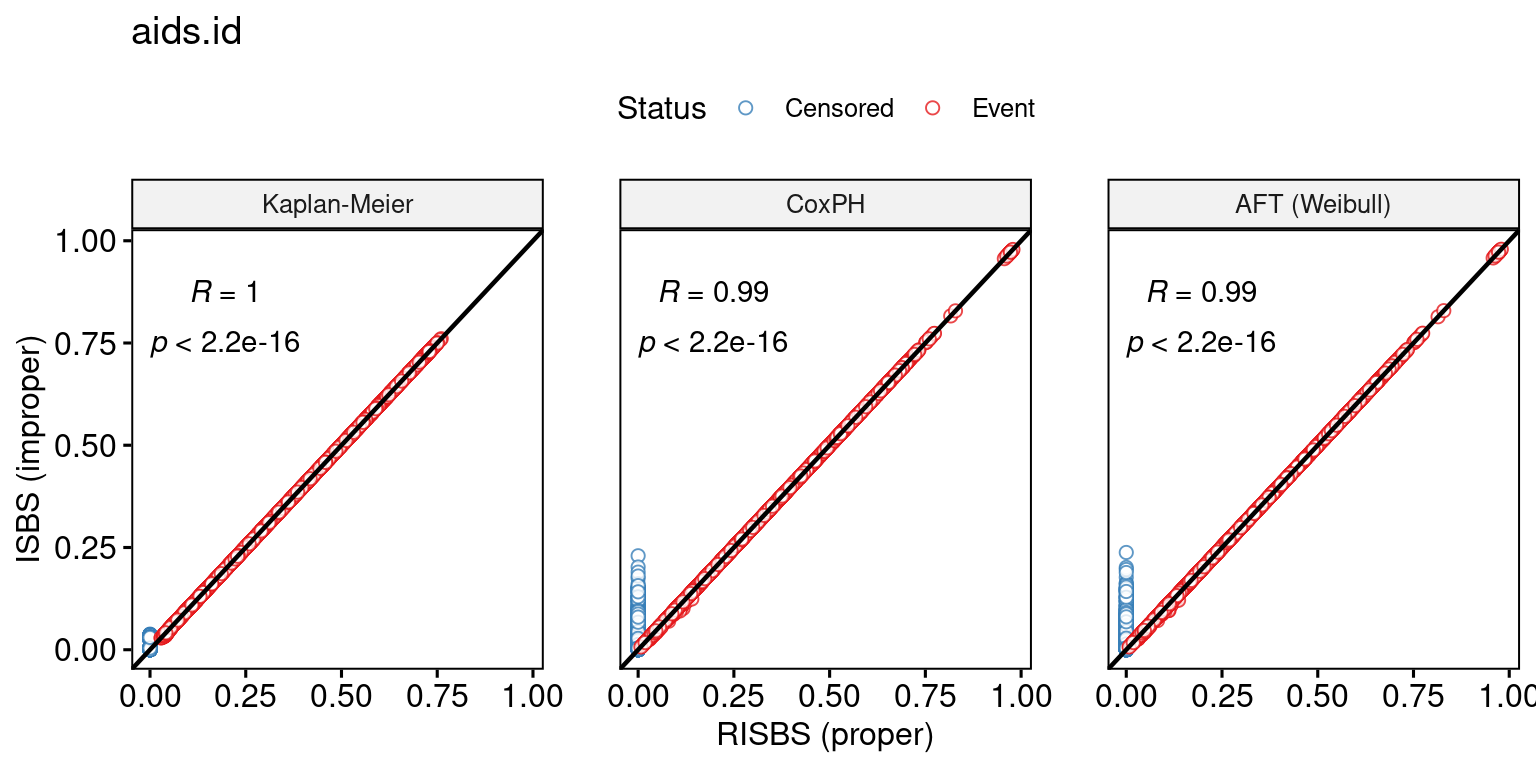 aids.id
Status Censored Event
Kaplan-Meier CoxPH AFT (Weibull)
R = 1 R = 0.99 R = 0.99
p < 2.2e-16 p < 2.2e-16 p < 2.2e-16
ISBS (improper)
1.00
0.75
0.50
0.25
0.00
0.00 0.25 0.50 0.75 1.00 0.00 0.25 0.50 0.75 1.00 0.00 0.25 0.50 0.75 1.00
RISBS (proper)